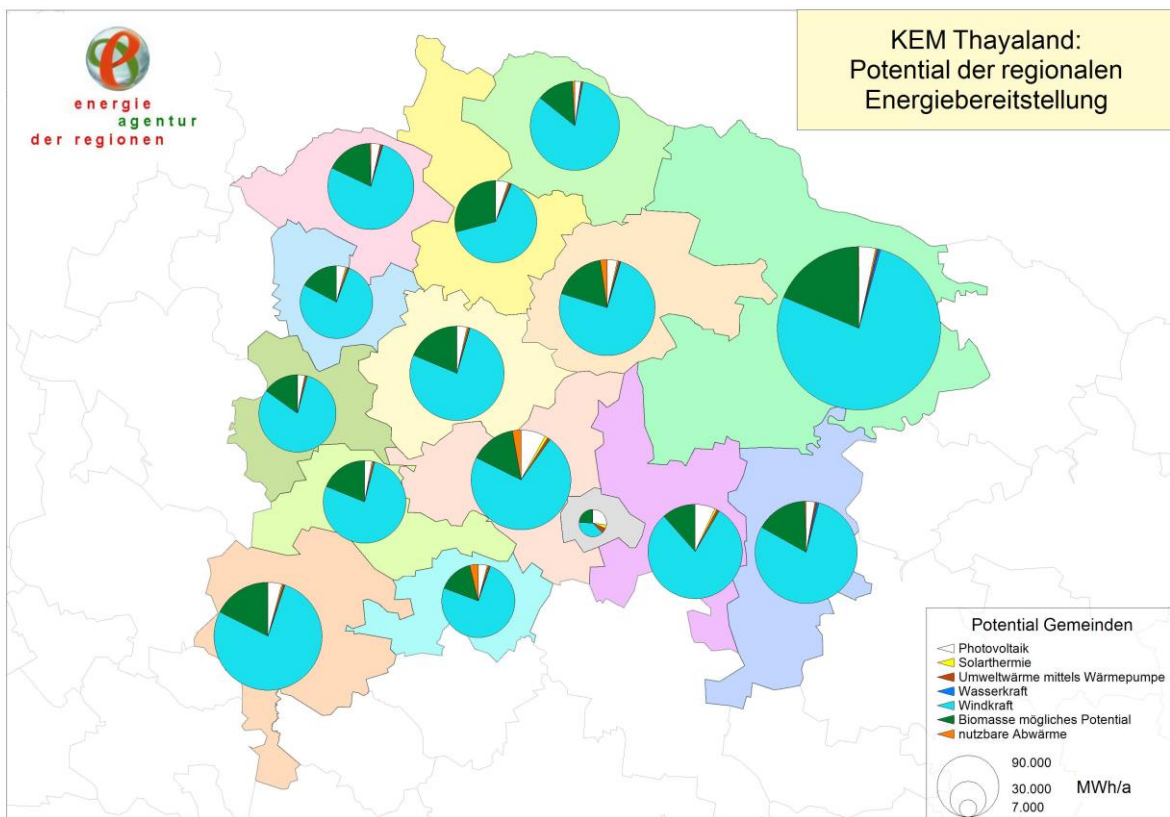 energie
agentur
der regionen
KEM Thayaland:
Potential der regionalen
Energiebereitstellung
Potential Gemeinden
Photovoltaik
Solarthermie
Umweltwärme mittels Wärmepumpe
Wasserkraft
Windkraft
Biomasse mögliches Potential
nutzbare Abwärme
90.000
30.000
7.000
MWh/a